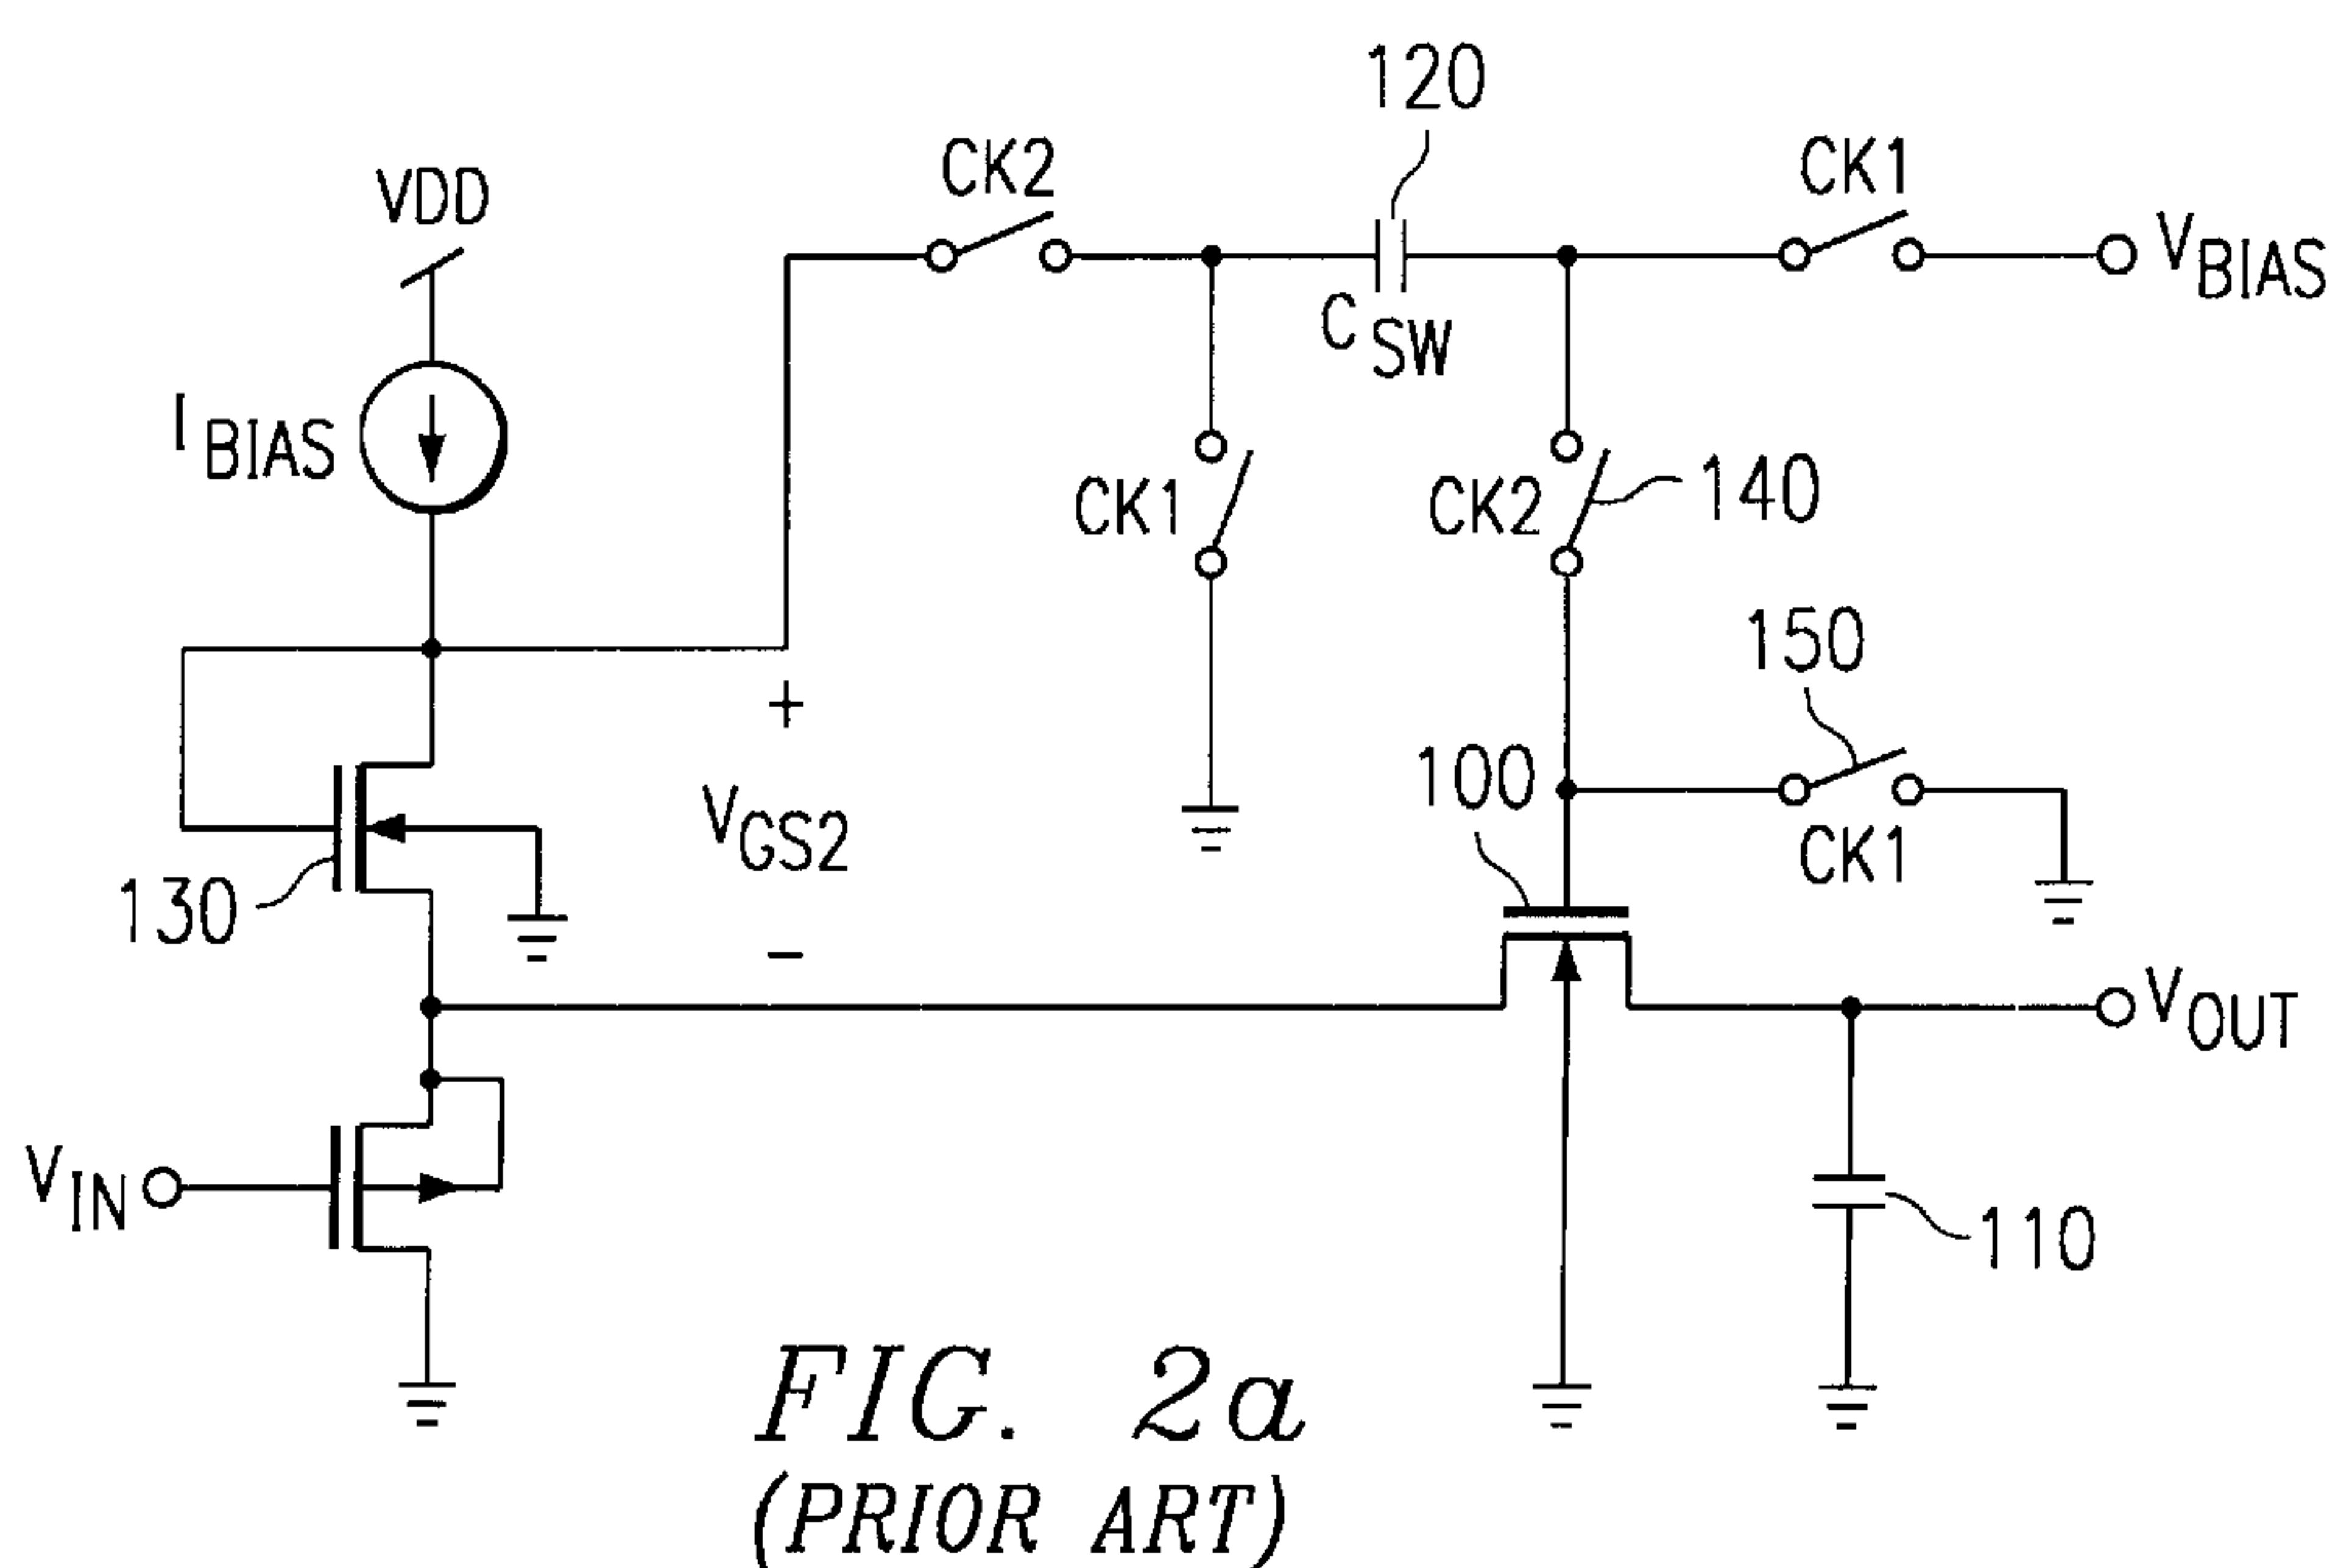 120
CK2
CK1
VDD
VBIAS
CSW
IBIAS
CK1
CK2
140
150
+
VGS2
100
CK1
130
−
VOUT
VIN
110
FIG. 2a
(PRIOR ART)